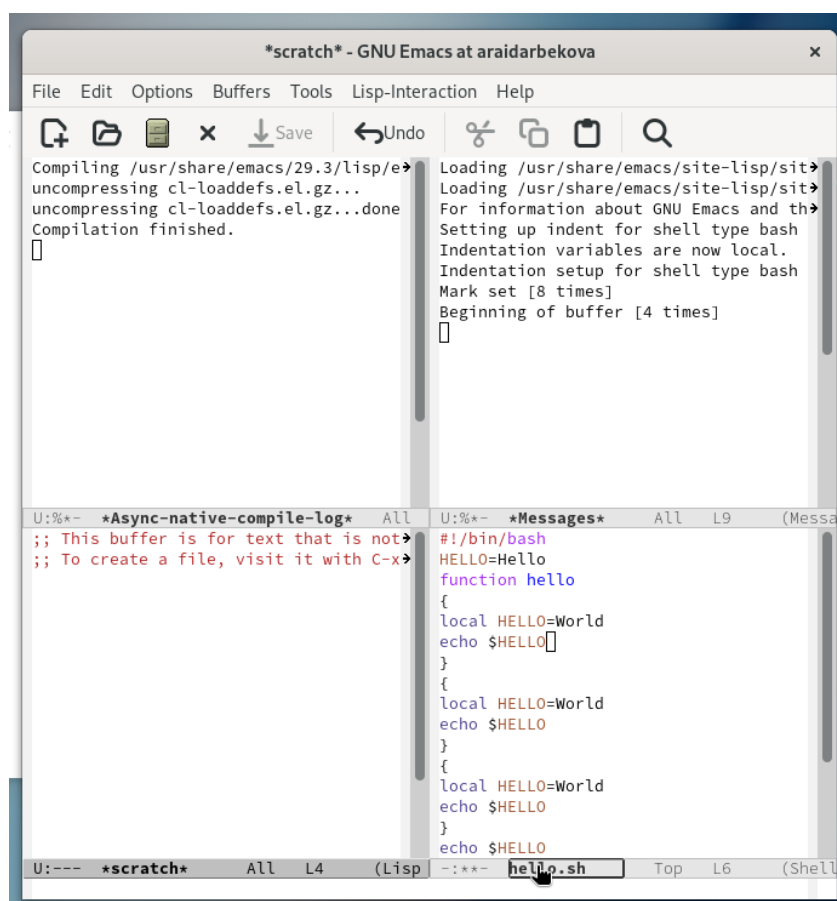 *scratch* - GNU Emacs at araidarbekova
File Edit Options Buffers Tools Lisp-Interaction Help
Save Undo
Compiling /usr/share/emacs/29.3/lisp/e
uncompressing cl-loaddefs.el.gz...
uncompressing cl-loaddefs.el.gz...done
Compilation finished.
U:%*- *Async-native-compile-log* All
Loading /usr/share/emacs/site-lisp/sit
Loading /usr/share/emacs/site-lisp/sit
For information about GNU Emacs and th
Setting up indent for shell type bash
Indentation variables are now local.
Indentation setup for shell type bash
Mark set [8 times]
Beginning of buffer [4 times]
U:%*- *Messages* All L9 (Messa
;; This buffer is for text that is not
;; To create a file, visit it with C-x
U:--- *scratch* All L4 (Lisp
#!/bin/bash
HELLO=Hello
function hello
{
local HELLO=World
echo $HELLO
}
{
local HELLO=World
echo $HELLO
}
{
local HELLO=World
echo $HELLO
}
echo $HELLO
-:**- hello.sh Top L6 (Shell